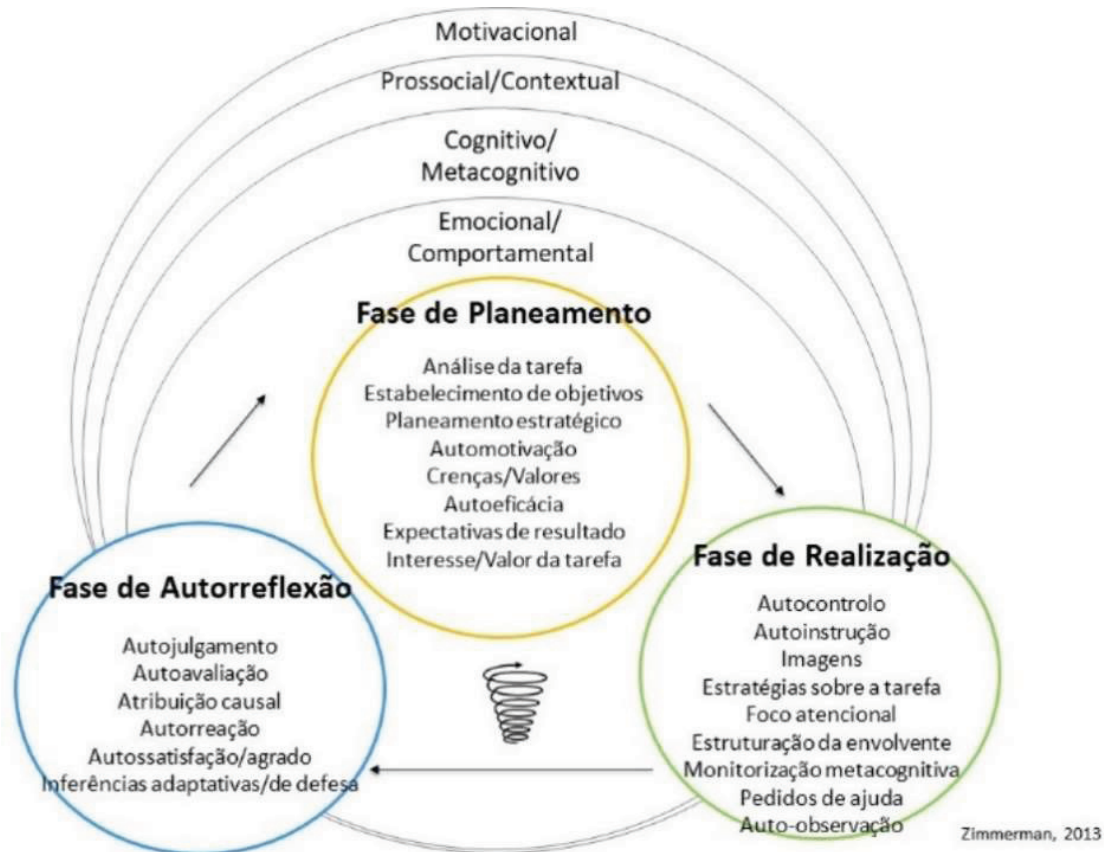 Motivacional
Prossocial/Contextual
Cognitivo/
Metacognitivo
Emocional/
Comportamental
Fase de Planeamento
Análise da tarefa
Estabelecimento de objetivos
Planeamento estratégico
Automotivação
Crenças/Valores
Autoeficácia
Expectativas de resultado
Interesse/Valor da tarefa
Fase de Realização
Autocontrolo
Autoinstrução
Imagens
Estratégias sobre a tarefa
Foco atencional
Estruturação da envolvente
Monitorização metacognitiva
Pedidos de ajuda
Auto-observação
Fase de Autorreflexão
Autojulgamento
Autoavaliação
Atribuição causal
Autorreação
Autossatisfação/agrado
Inferências adaptativas/de defesa
Zimmerman, 2013